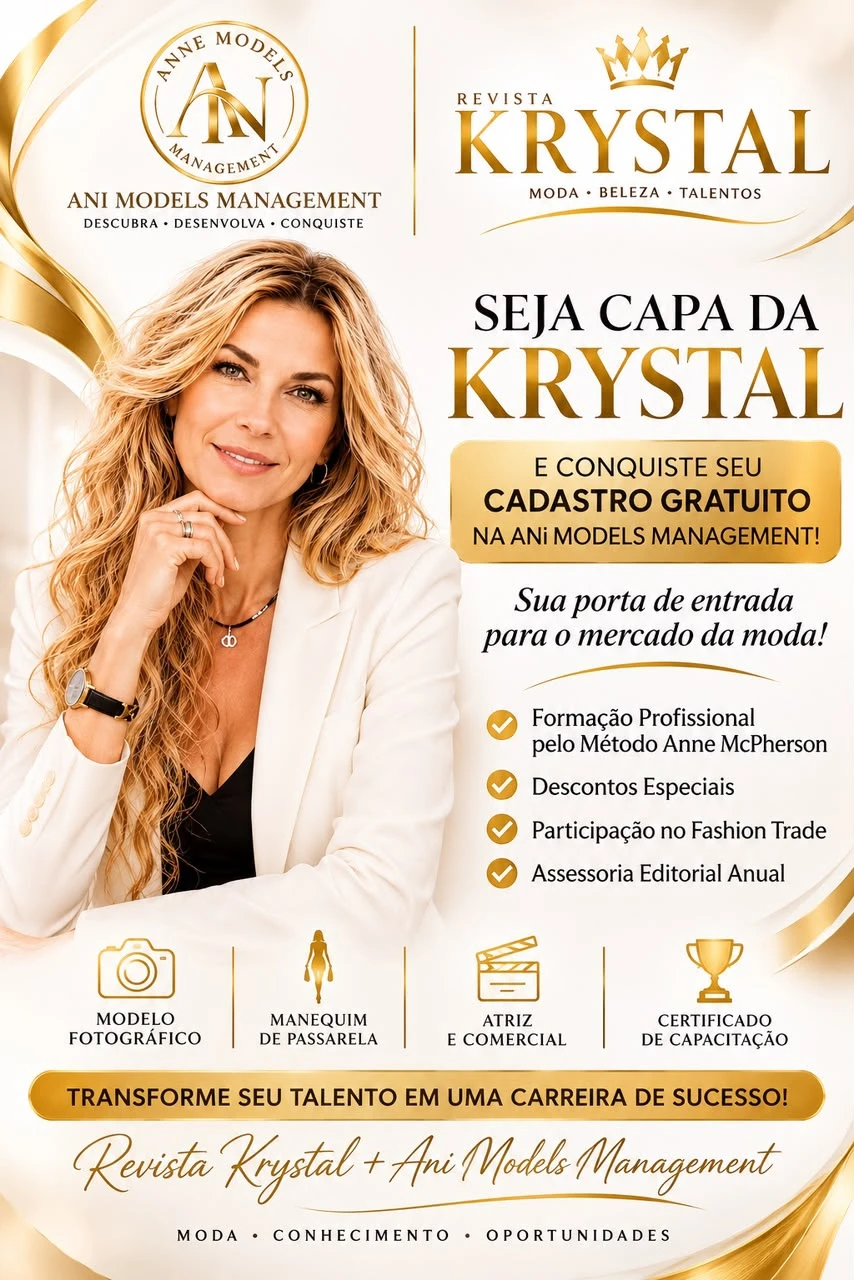 ANNE MODELS
AN
MANAGEMENT
ANI MODELS MANAGEMENT
DESCUBRA • DESENVOLVA • CONQUISTE
REVISTA
KRYSTAL
MODA • BELEZA • TALENTOS
SEJA CAPA DA
KRYSTAL
E CONQUISTE SEU
CADASTRO GRATUITO
NA ANi MODELS MANAGEMENT!
Sua porta de entrada
para o mercado da moda!
Formação Profissional
pelo Método Anne McPherson
Descontos Especiais
Participação no Fashion Trade
Assessoria Editorial Anual
MODELO
FOTOGRÁFICO
MANEQUIM
DE PASSARELA
ATRIZ
E COMERCIAL
CERTIFICADO
DE CAPACITAÇÃO
TRANSFORME SEU TALENTO EM UMA CARREIRA DE SUCESSO!
Revista Krystal + Ani Models Management
MODA • CONHECIMENTO • OPORTUNIDADES